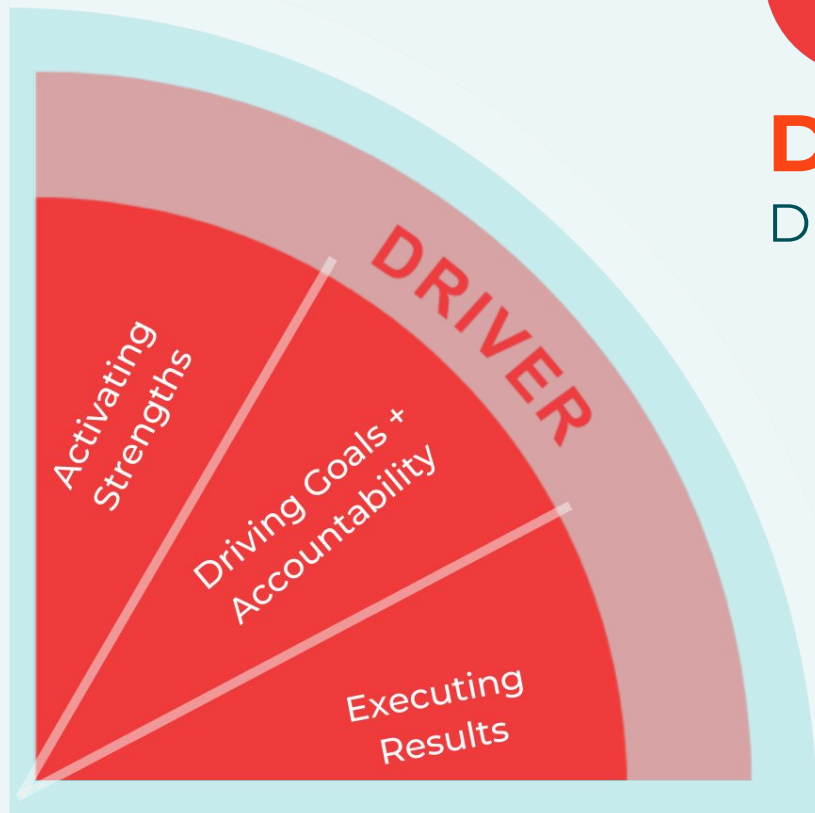 DRIVER
Activating
Strengths
Driving Goals +
Accountability
Executing
Results
D
D